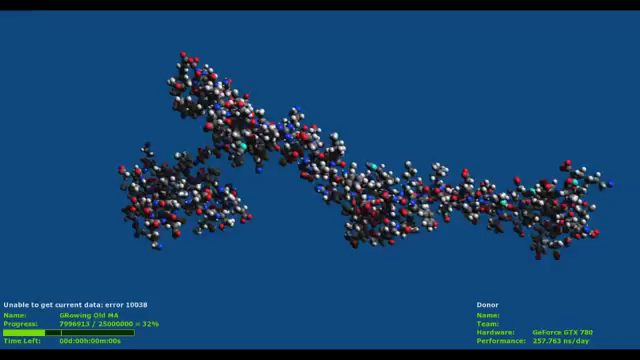 Unable to get current data: error 10038
Name: GRowing Old MA
Progress: 7996913 / 25000000 = 32%
Time Left: 00d:00h:00m:00s
Donor
Name:
Team:
Hardware: GeForce GTX 780
Performance: 257.763 ns/day